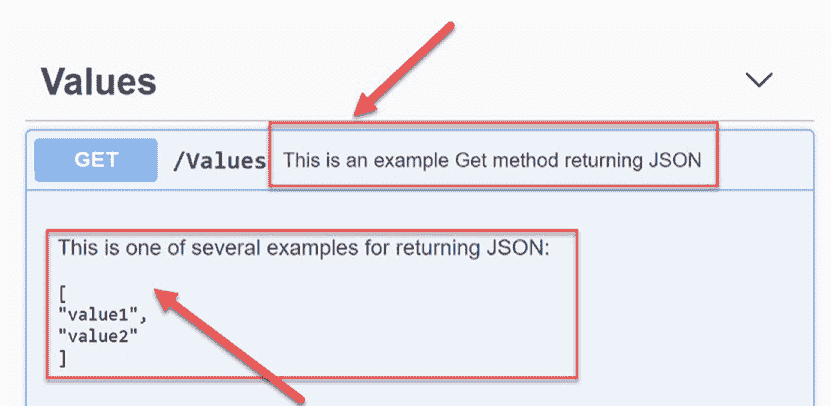 Values
GET /Values This is an example Get method returning JSON
This is one of several examples for returning JSON:
[
"value1",
"value2"
]